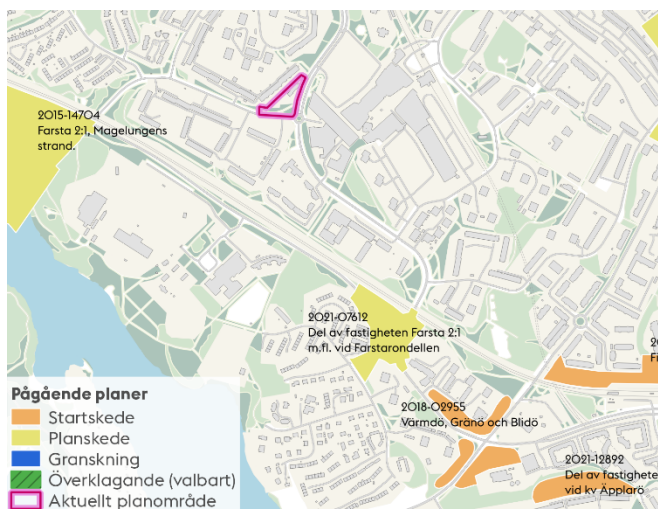 2015-14704
Farsta 2:1, Magelungens
strand.
2021-07612
Del av fastigheten Farsta 2:1
m.fl. vid Farstarondellen
2018-02955
Värmdö, Gränö och Blidö
2021-12892
Del av fastighete
vid kv Äpplarö
Pågående planer
Startskede
Planskede
Granskning
Överklagande (valbart)
Aktuellt planområde